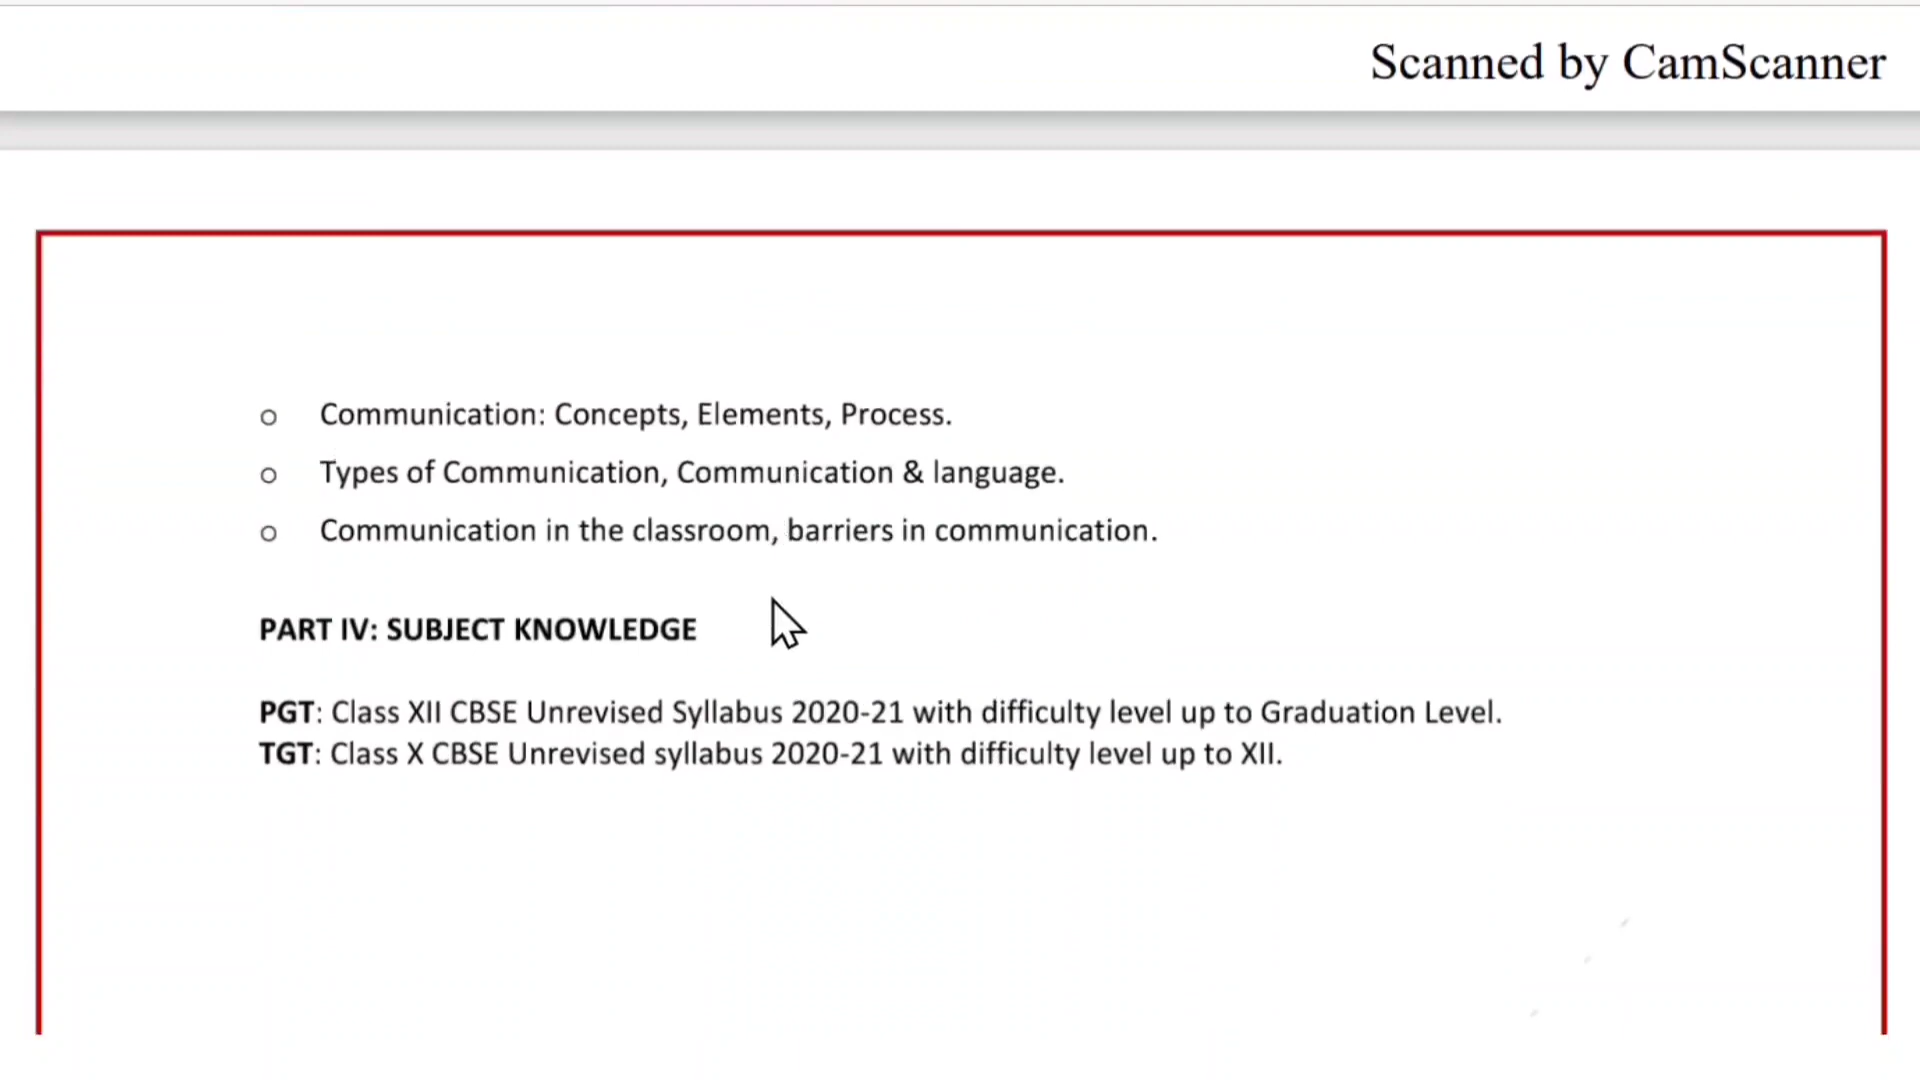 Scanned by CamScanner
o Communication: Concepts, Elements, Process.
o Types of Communication, Communication & language.
o Communication in the classroom, barriers in communication.
PART IV: SUBJECT KNOWLEDGE
PGT: Class XII CBSE Unrevised Syllabus 2020-21 with difficulty level up to Graduation Level.
TGT: Class X CBSE Unrevised syllabus 2020-21 with difficulty level up to XII.